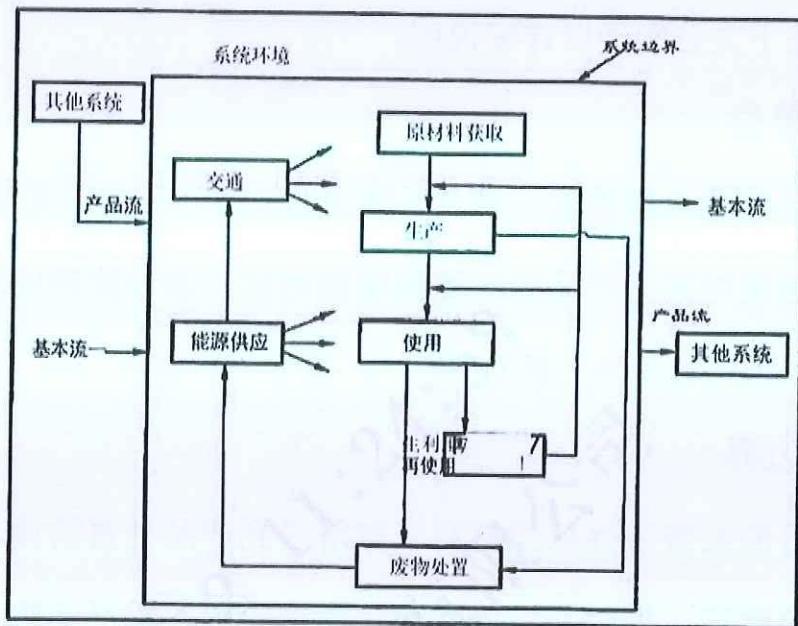 系统环境
系统边界
其他系统
原材料获取
交通
产品流
基本流
生产
产品流
基本流
能源供应
使用
其他系统
生利用/
再使用
废物处置